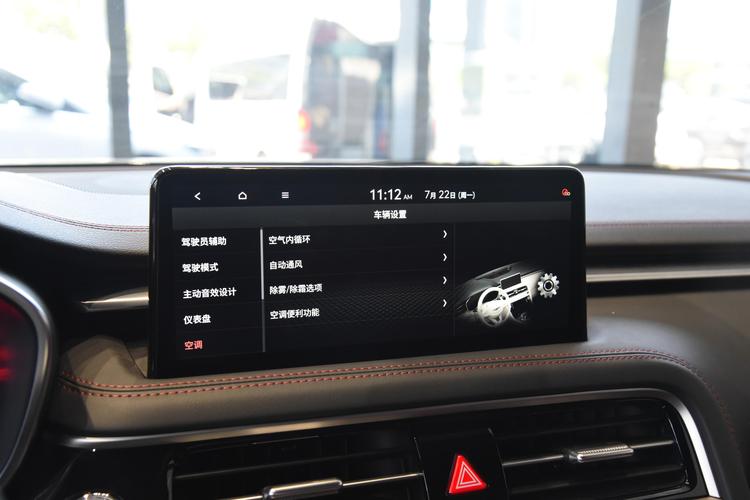 11:12 AM 7月 22日 (周一)
车辆设置
驾驶员辅助
驾驶模式
主动音效设计
仪表盘
空调
空气内循环
自动通风
除雾/除霜选项
空调便利功能